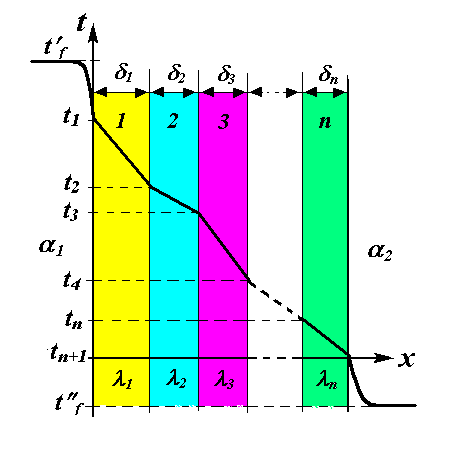 t
t′f
δ1 δ2 δ3 δn
t1 1 2 3 n
t2
t3
α1 α2
t4
tn
tn+1 x
λ1 λ2 λ3 λn
t″f